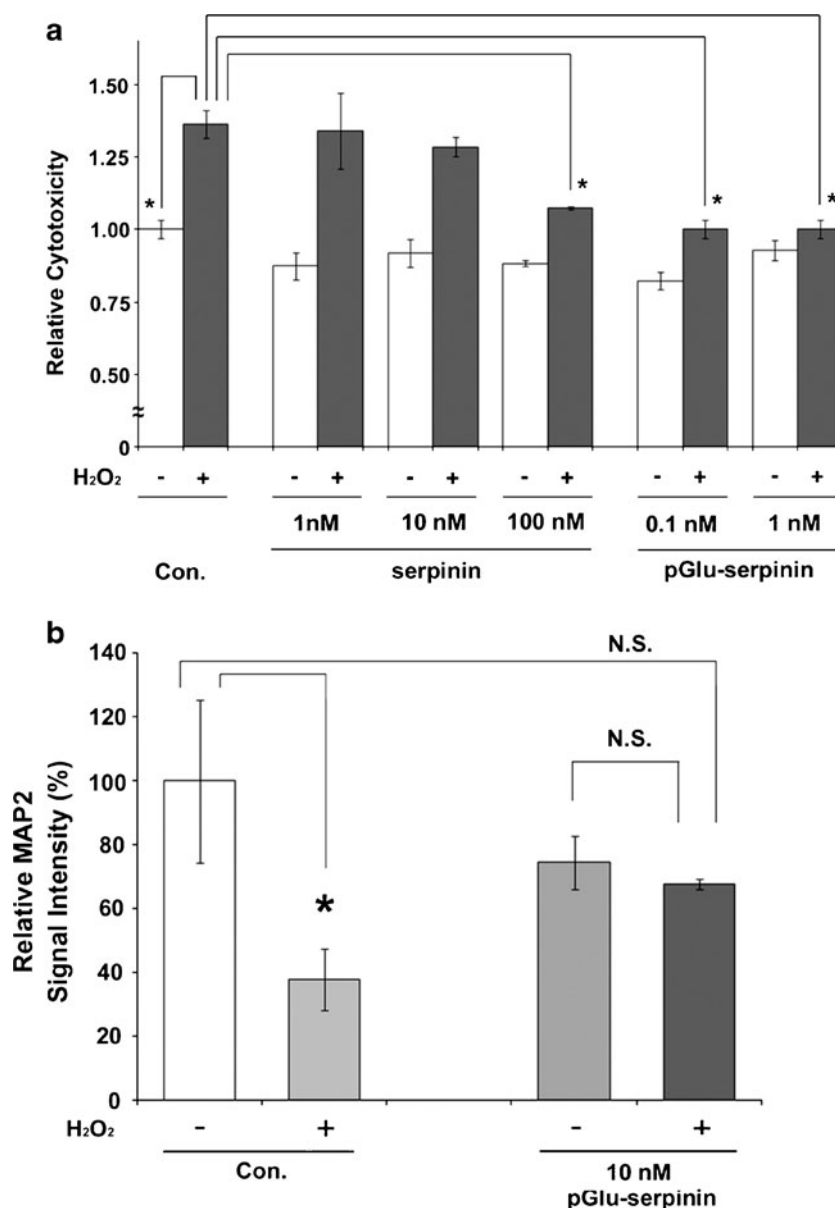 a
Relative Cytotoxicity
1.50
1.25
1.00
0.75
0.50
≈
0
*
*
*
*
H₂O₂ - + - + - + - + - + - +
1nM 10 nM 100 nM 0.1 nM 1 nM
Con. serpinin pGlu-serpinin
b
Relative MAP2
Signal Intensity (%)
140
120
100
80
60
40
20
0
N.S.
N.S.
*
H₂O₂ - + - +
Con. 10 nM
pGlu-serpinin